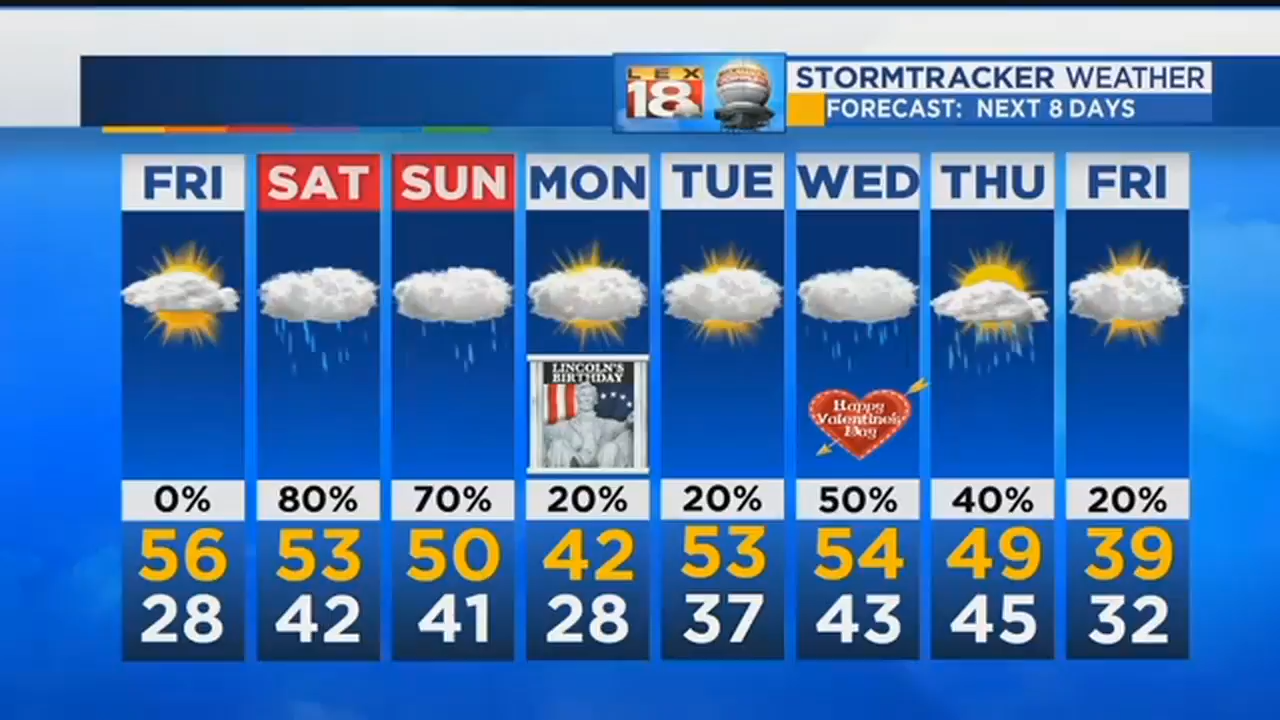 LEX
18
STORMTRACKER WEATHER
FORECAST: NEXT 8 DAYS
FRI SAT SUN MON TUE WED THU FRI
LINCOLN'S
BIRTHDAY
Happy
Valentine's
Day
0% 80% 70% 20% 20% 50% 40% 20%
56 53 50 42 53 54 49 39
28 42 41 28 37 43 45 32